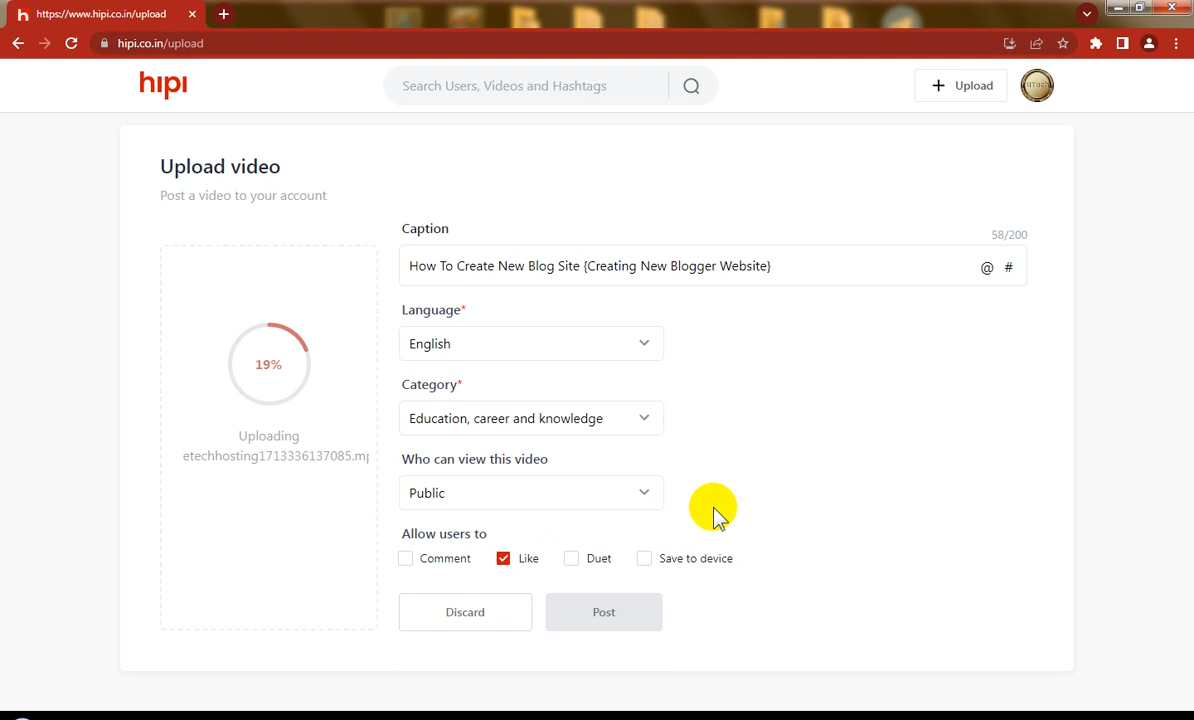 https://www.hipi.co.in/upload
hipi.co.in/upload
hipi
Search Users, Videos and Hashtags
+ Upload
Upload video
Post a video to your account
Caption
58/200
How To Create New Blog Site {Creating New Blogger Website}
@ #
Language*
English
19%
Category*
Uploading
Education, career and knowledge
etechhosting1713336137085.mp
Who can view this video
Public
Allow users to
Comment Like Duet Save to device
Discard Post